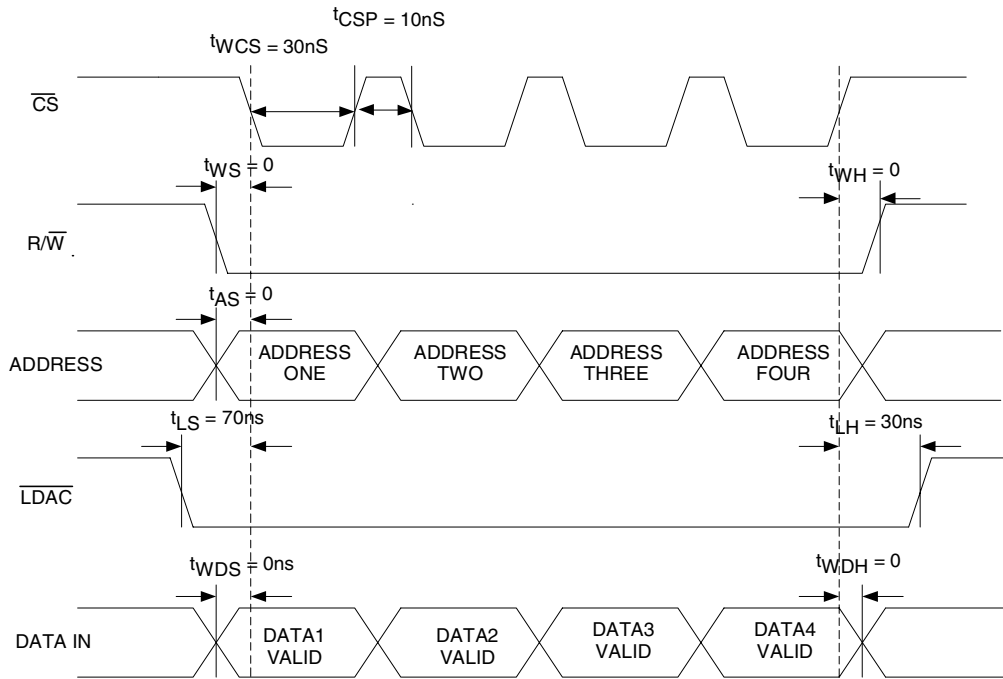 tCSP = 10nS
tWCS = 30nS
CS
tWS = 0
tWH = 0
R/W
tAS = 0
ADDRESS
ADDRESS ONE
ADDRESS TWO
ADDRESS THREE
ADDRESS FOUR
tLS = 70ns
tLH = 30ns
LDAC
tWDS = 0ns
tWDH = 0
DATA IN
DATA1 VALID
DATA2 VALID
DATA3 VALID
DATA4 VALID